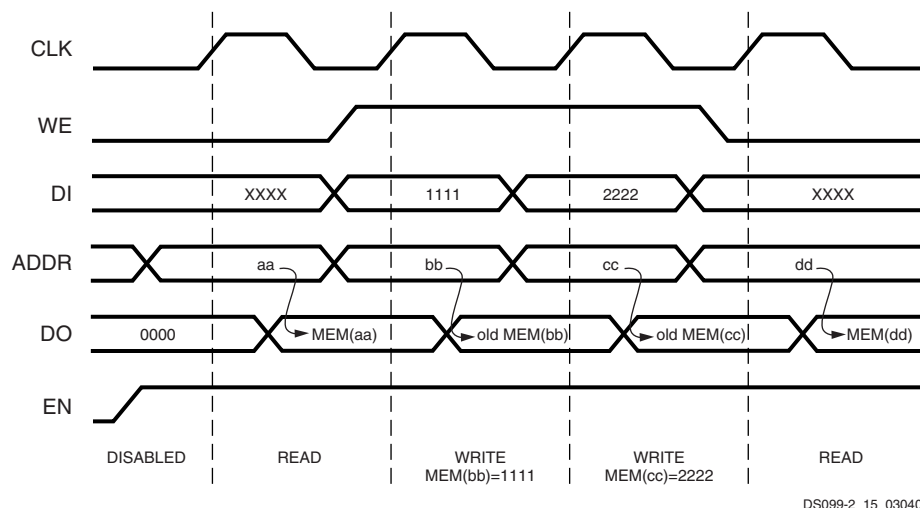 CLK
WE
DI XXXX 1111 2222 XXXX
ADDR aa bb cc dd
DO 0000 MEM(aa) old MEM(bb) old MEM(cc) MEM(dd)
EN
DISABLED READ WRITE WRITE READ
MEM(bb)=1111 MEM(cc)=2222
DS099-2_15_03040